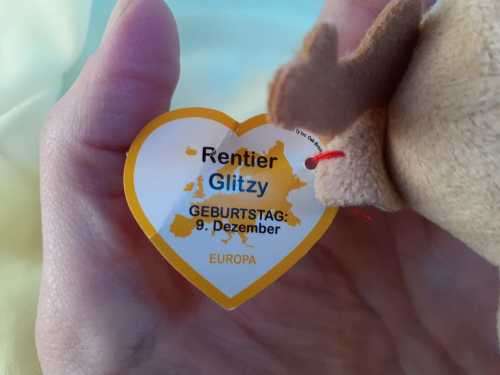 Rentier
Glitzy
GEBURTSTAG:
9. Dezember
EUROPA